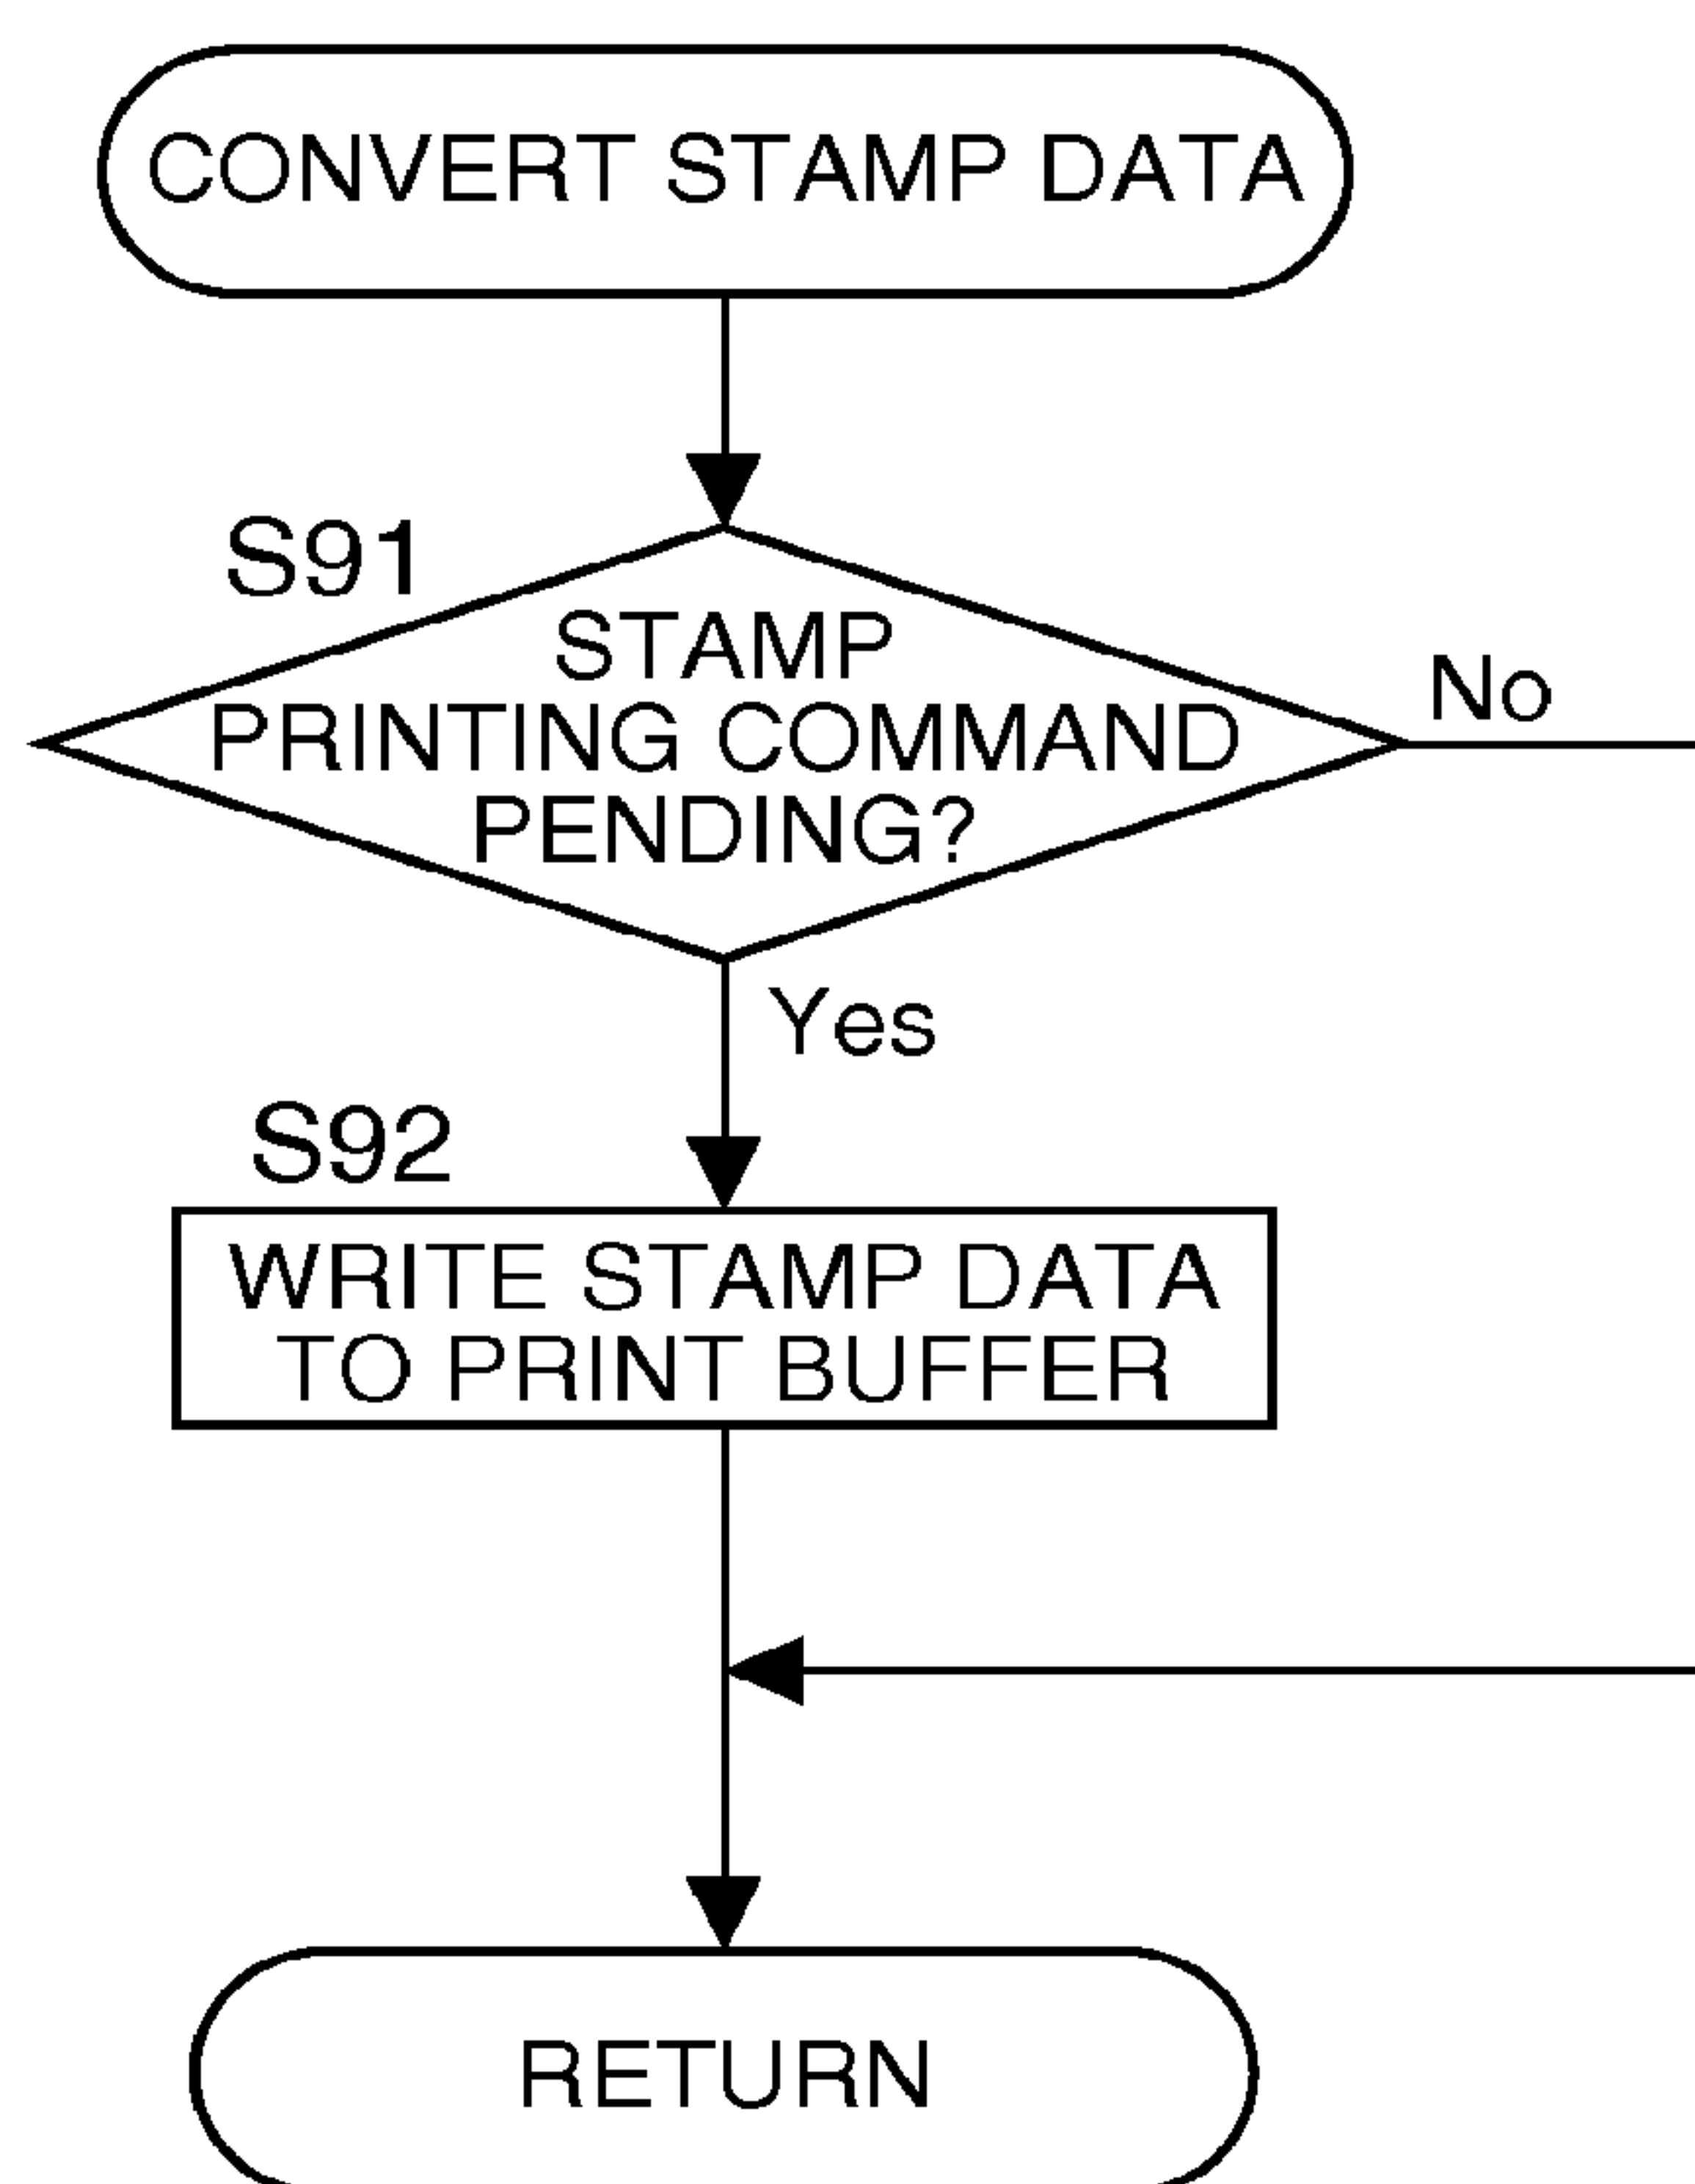 CONVERT STAMP DATA
S91
STAMP
PRINTING COMMAND
PENDING?
No
Yes
S92
WRITE STAMP DATA
TO PRINT BUFFER
RETURN